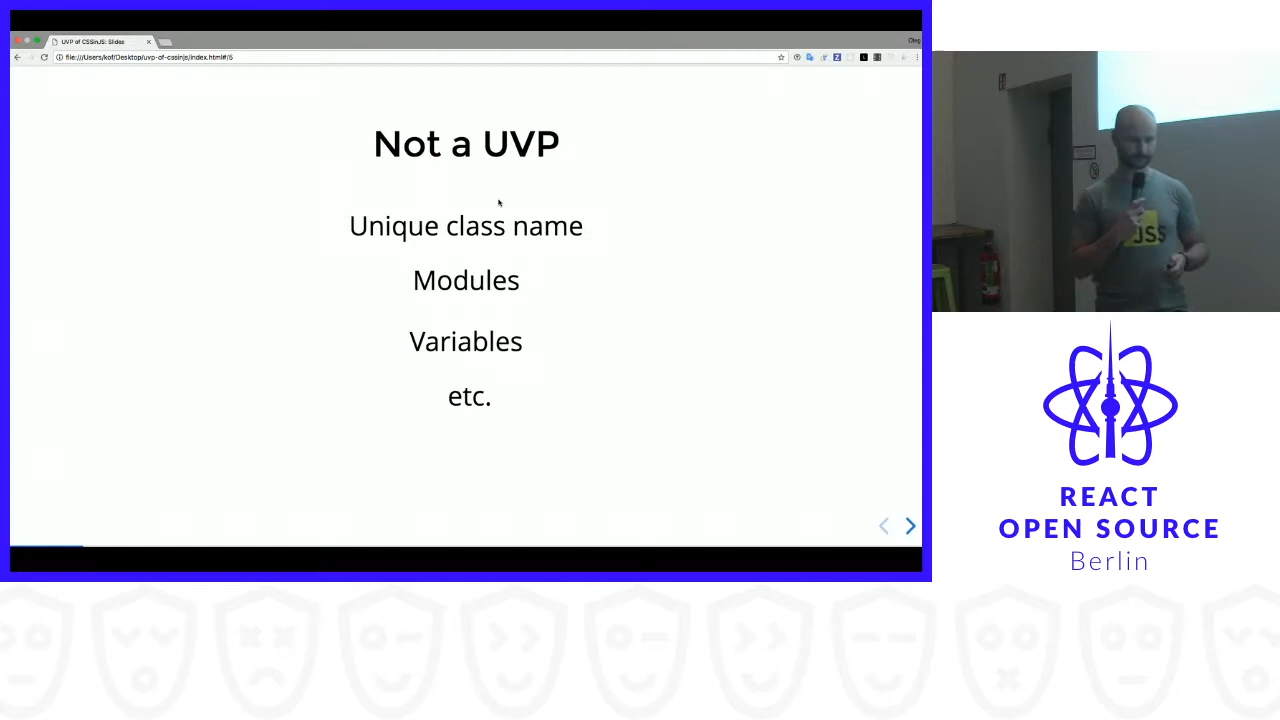 UVP of CSSinJS: Slides
Oleg
file:///Users/kof/Desktop/uvp-of-cssinjs/index.html#/5
Not a UVP
Unique class name
Modules
Variables
etc.
JSS
REACT
OPEN SOURCE
Berlin